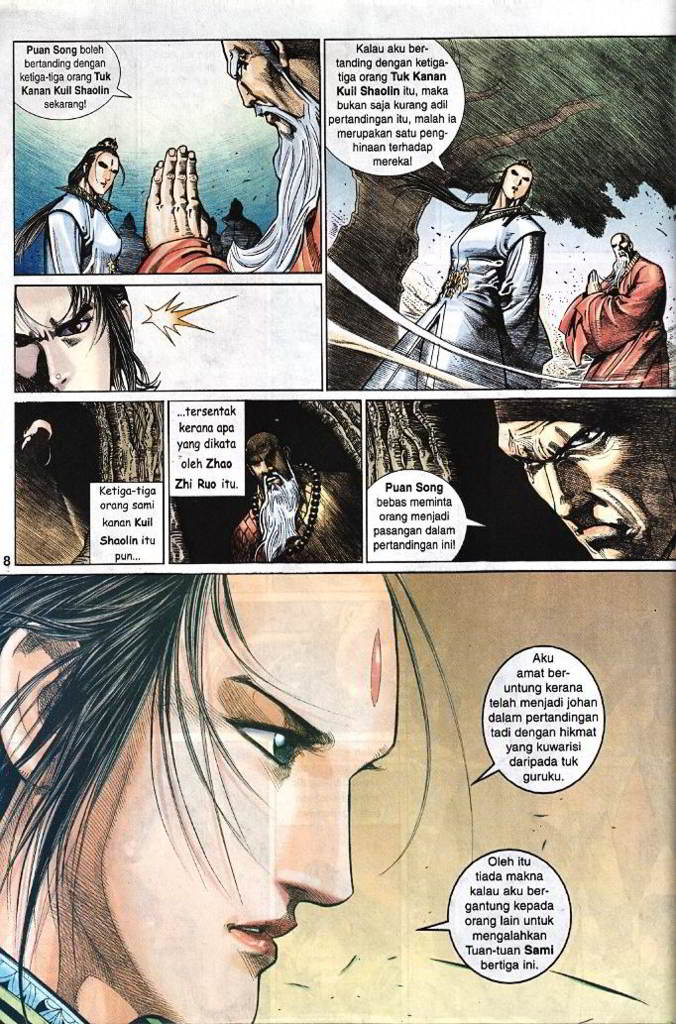 Puan Song boleh
bertanding dengan
ketiga-tiga orang Tuk
Kanan Kuil Shaolin
sekarang!
Kalau aku ber-
tanding dengan ketiga-
tiga orang Tuk Kanan
Kuil Shaolin itu, maka
bukan saja kurang adil
pertandingan itu, malah ia
merupakan satu peng-
hinaan terhadap
mereka!
Ketiga-tiga
orang sami
kanan Kuil
Shaolin itu
pun...
...tersentak
kerana apa
yang dikata
oleh Zhao
Zhi Ruo itu.
Puan Song
bebas meminta
orang menjadi
pasangan dalam
pertandingan ini!
8
Aku
amat ber-
untung kerana
telah menjadi johan
dalam pertandingan
tadi dengan hikmat
yang kuwarisi
daripada tuk
guruku.
Oleh itu
tiada makna
kalau aku ber-
gantung kepada
orang lain untuk
mengalahkan
Tuan-tuan Sami
bertiga ini.